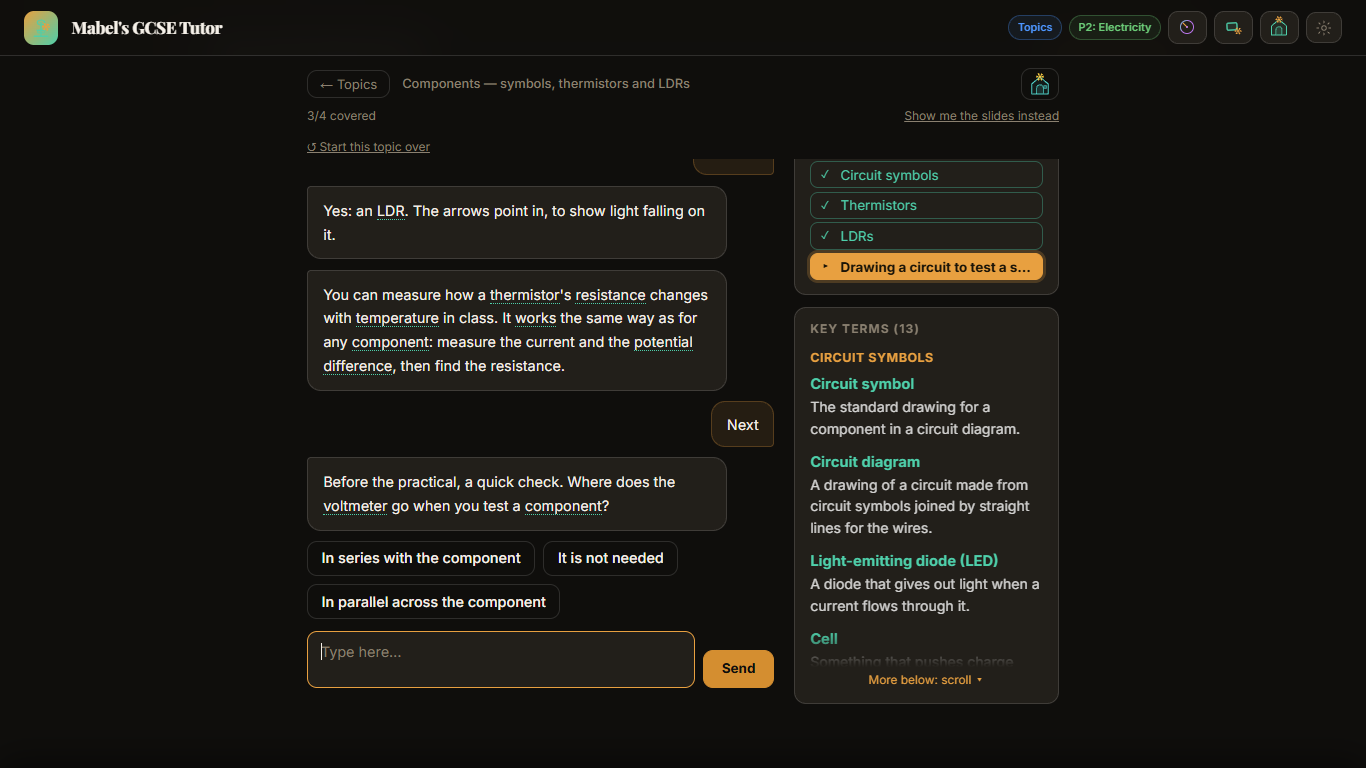 Mabel's GCSE Tutor
Topics
P2: Electricity
← Topics
Components — symbols, thermistors and LDRs
3/4 covered
Show me the slides instead
↺ Start this topic over
Yes: an LDR. The arrows point in, to show light falling on
it.
You can measure how a thermistor's resistance changes
with temperature in class. It works the same way as for
any component: measure the current and the potential
difference, then find the resistance.
Next
Before the practical, a quick check. Where does the
voltmeter go when you test a component?
In series with the component
It is not needed
In parallel across the component
Type here...
Send
✓ Circuit symbols
✓ Thermistors
✓ LDRs
▸ Drawing a circuit to test a s...
KEY TERMS (13)
CIRCUIT SYMBOLS
Circuit symbol
The standard drawing for a
component in a circuit diagram.
Circuit diagram
A drawing of a circuit made from
circuit symbols joined by straight
lines for the wires.
Light-emitting diode (LED)
A diode that gives out light when a
current flows through it.
Cell
Something that pushes charge
More below: scroll ▾